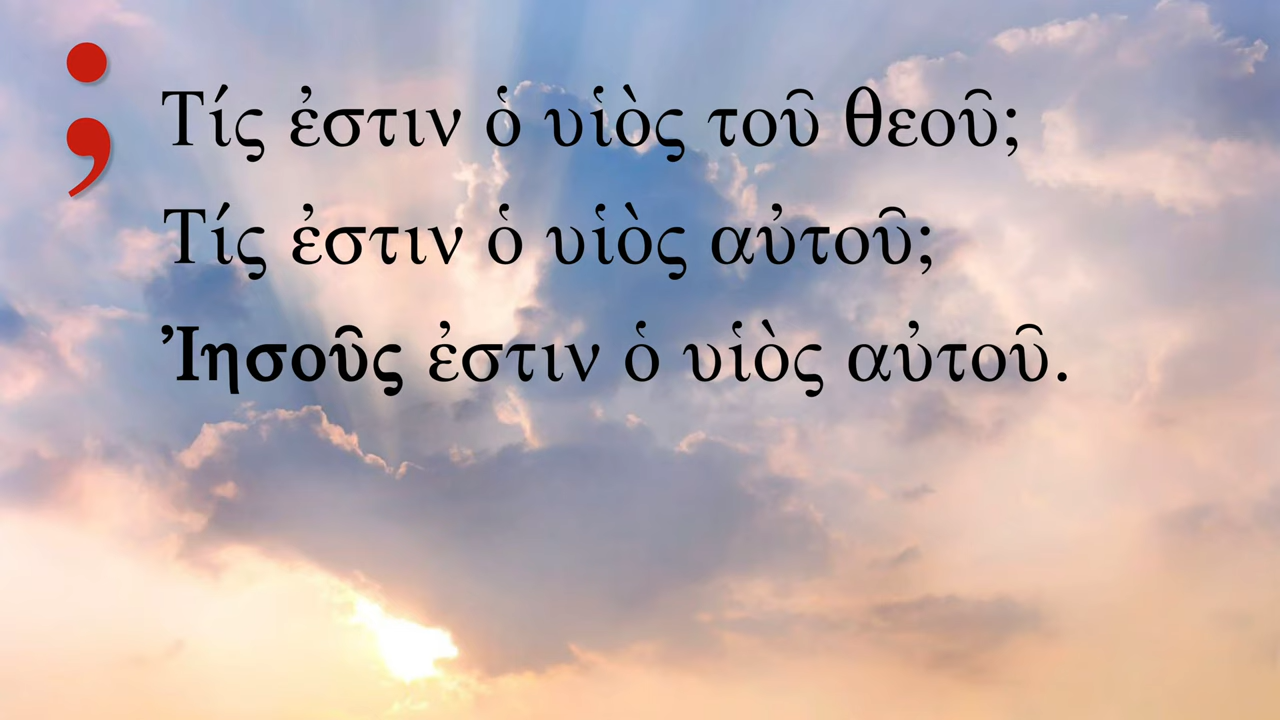 ;
Τίς ἐστιν ὁ υἱὸς τοῦ θεοῦ;
Τίς ἐστιν ὁ υἱὸς αὐτοῦ;
Ἰησοῦς ἐστιν ὁ υἱὸς αὐτοῦ.